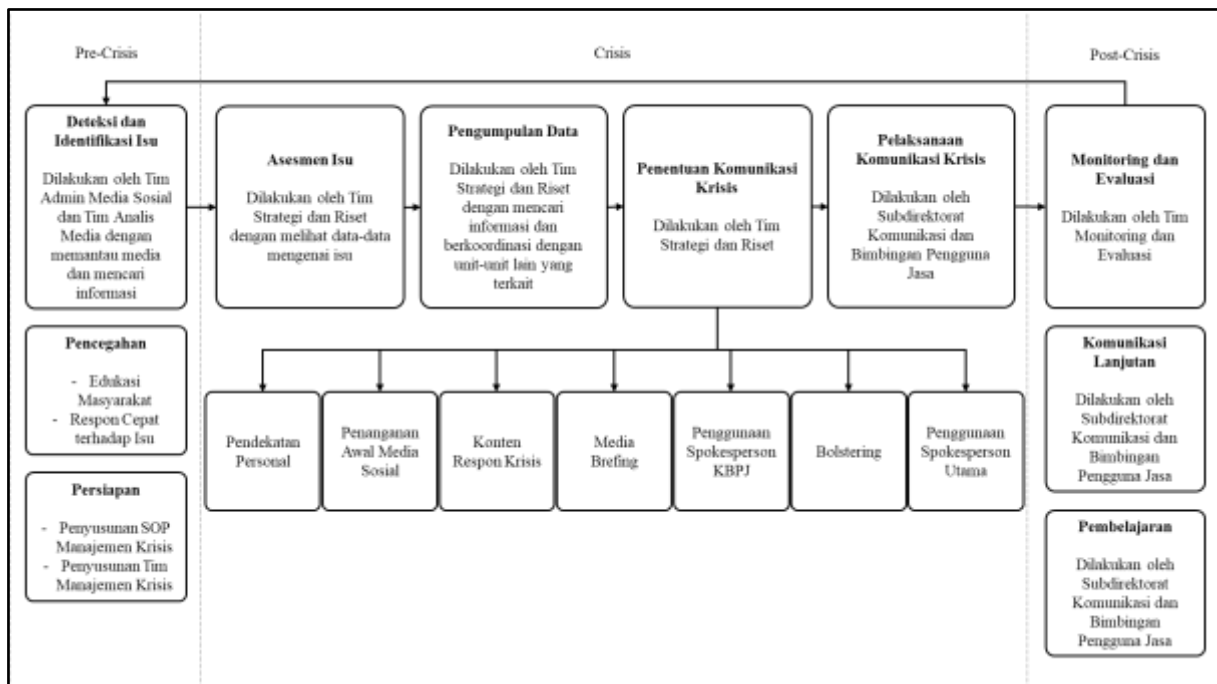 Pre-Crisis
Crisis
Post-Crisis
Deteksi dan
Identifikasi Isu
Dilakukan oleh Tim
Admin Media Sosial
dan Tim Analis
Media dengan
memantau media
dan mencari
informasi
Asesmen Isu
Dilakukan oleh Tim
Strategi dan Riset
dengan melihat data-data
mengenai isu
Pengumpulan Data
Dilakukan oleh Tim
Strategi dan Riset
dengan mencari
informasi dan
berkoordinasi dengan
unit-unit lain yang
terkait
Penentuan Komunikasi
Krisis
Dilakukan oleh Tim
Strategi dan Riset
Pelaksanaan
Komunikasi Krisis
Dilakukan oleh
Subdirektorat
Komunikasi dan
Bimbingan Pengguna
Jasa
Monitoring dan
Evaluasi
Dilakukan oleh Tim
Monitoring dan
Evaluasi
Pencegahan
- Edukasi
Masyarakat
- Respon Cepat
terhadap Isu
Persiapan
- Penyusunan SOP
Manajemen Krisis
- Penyusunan Tim
Manajemen Krisis
Pendekatan
Personal
Penanganan
Awal Media
Sosial
Konten
Respon Krisis
Media
Brefing
Penggunaan
Spokesperson
KBPJ
Bolstering
Penggunaan
Spokesperson
Utama
Komunikasi
Lanjutan
Dilakukan oleh
Subdirektorat
Komunikasi dan
Bimbingan
Pengguna Jasa
Pembelajaran
Dilakukan oleh
Subdirektorat
Komunikasi dan
Bimbingan
Pengguna Jasa